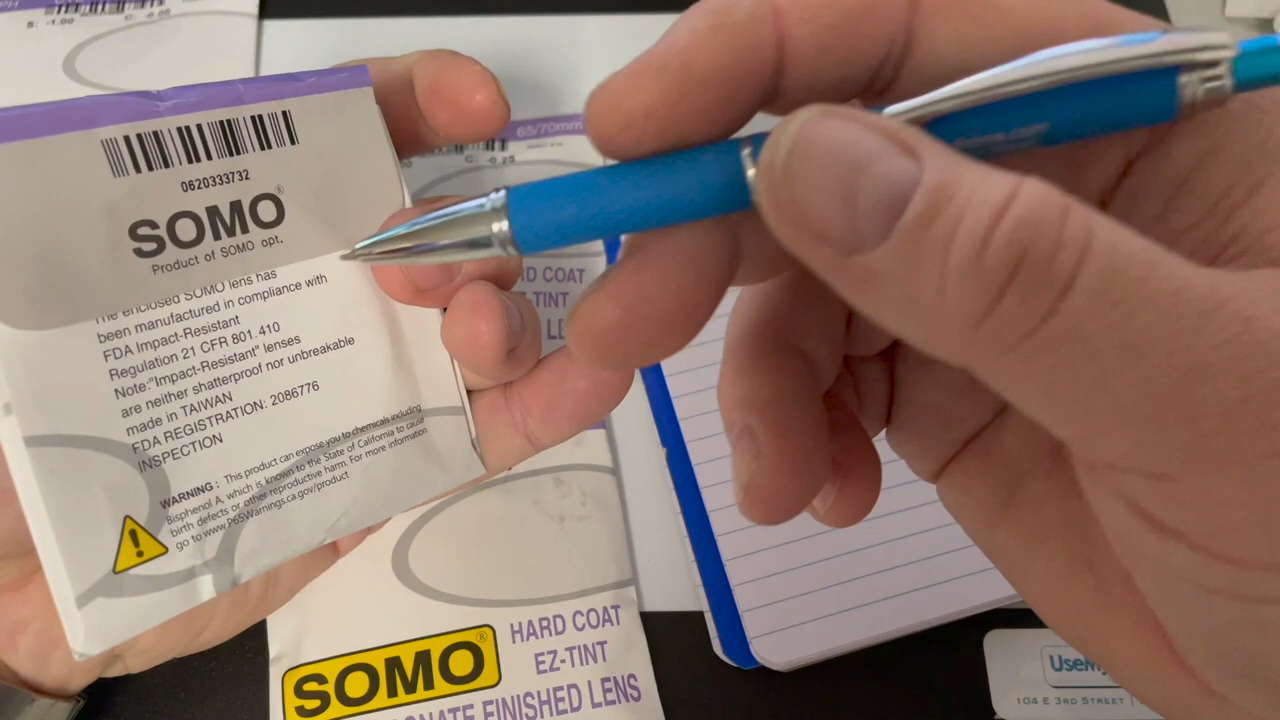 S: -1.00 C: -0.00
65/70mm
C: -0.25
0620333732
SOMO®
Product of SOMO opt.
The enclosed SOMO lens has
been manufactured in compliance with
FDA Impact-Resistant
Regulation 21 CFR 801.410
Note:"Impact-Resistant" lenses
are neither shatterproof nor unbreakable
made in TAIWAN
FDA REGISTRATION: 2086776
INSPECTION
WARNING : This product can expose you to chemicals including
Bisphenol A, which is known to the State of California to cause
birth defects or other reproductive harm. For more information
go to www.P65Warnings.ca.gov/product
COAT
TINT
SOMO®
HARD COAT
EZ-TINT
FINISHED LENS
104 E 3RD STREET